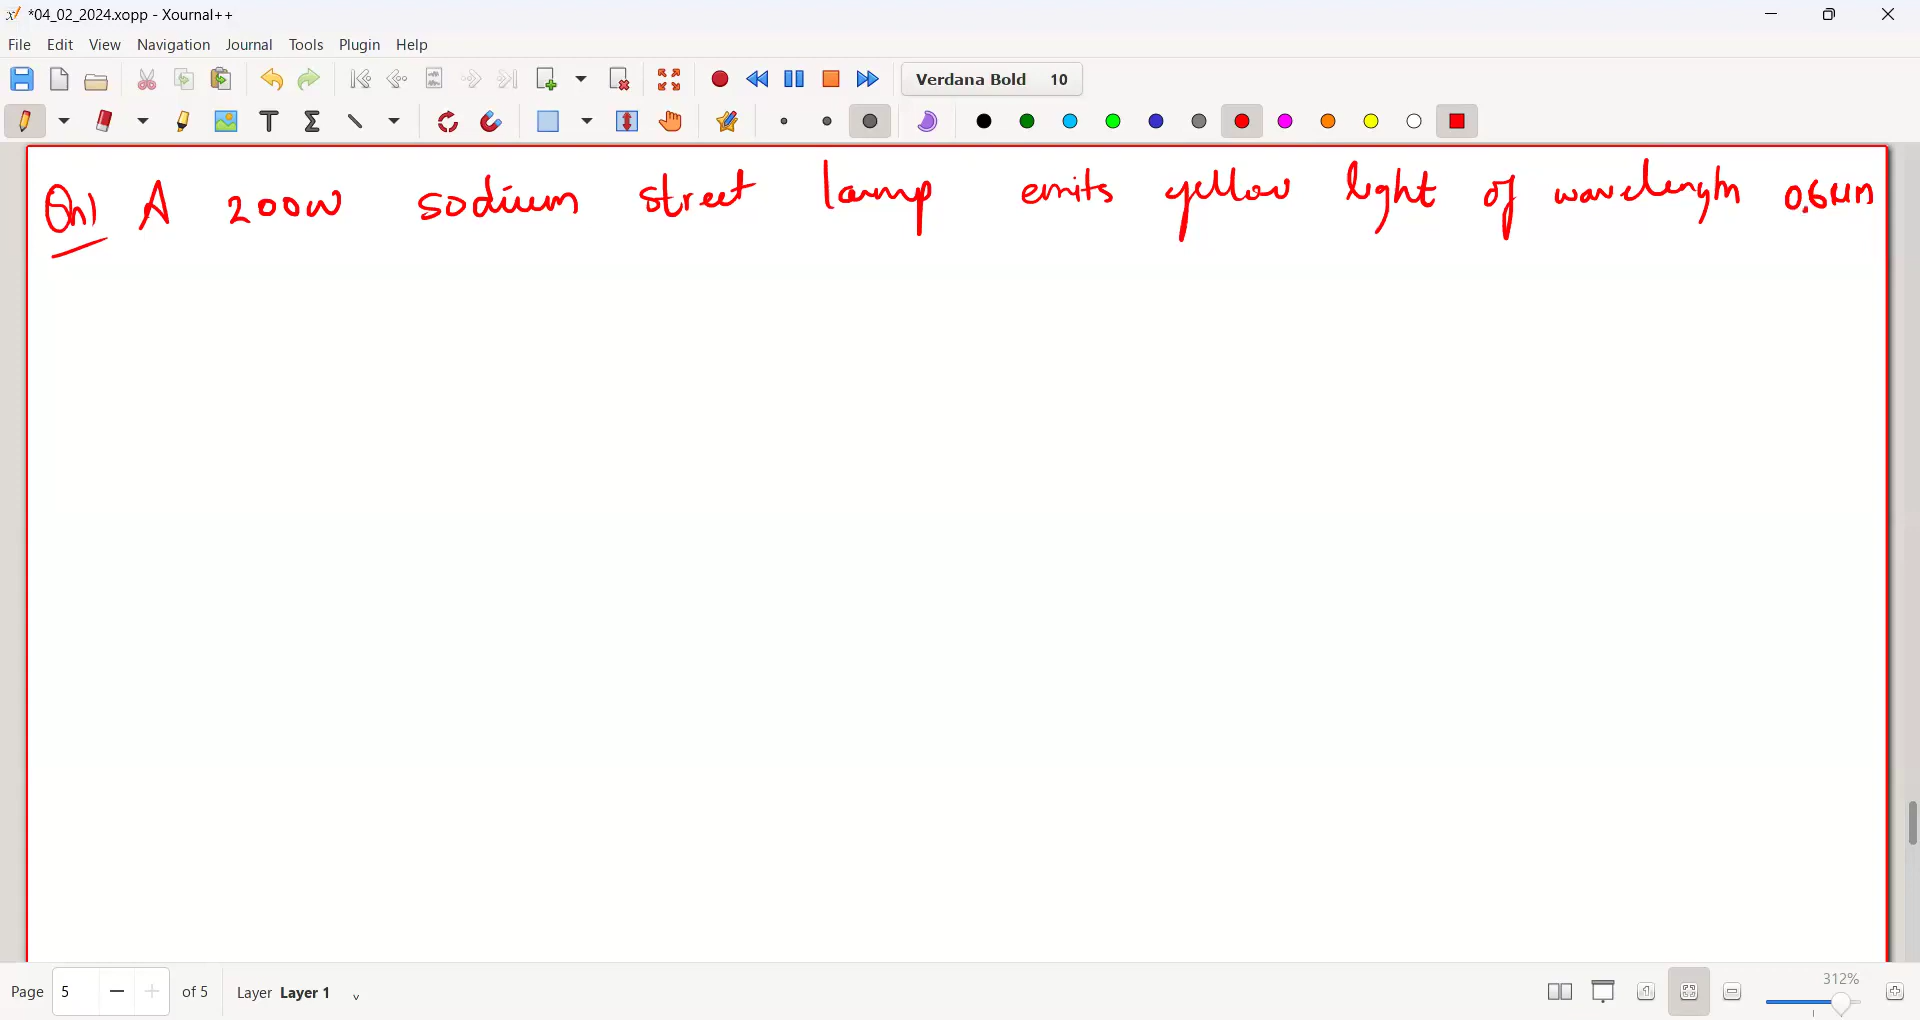 *04_02_2024.xopp - Xournal++
File Edit View Navigation Journal Tools Plugin Help
Verdana Bold 10
Qn) A 200W sodium street lamp emits yellow light of wavelength 0.6μm
Page 5 of 5 Layer Layer 1 312%